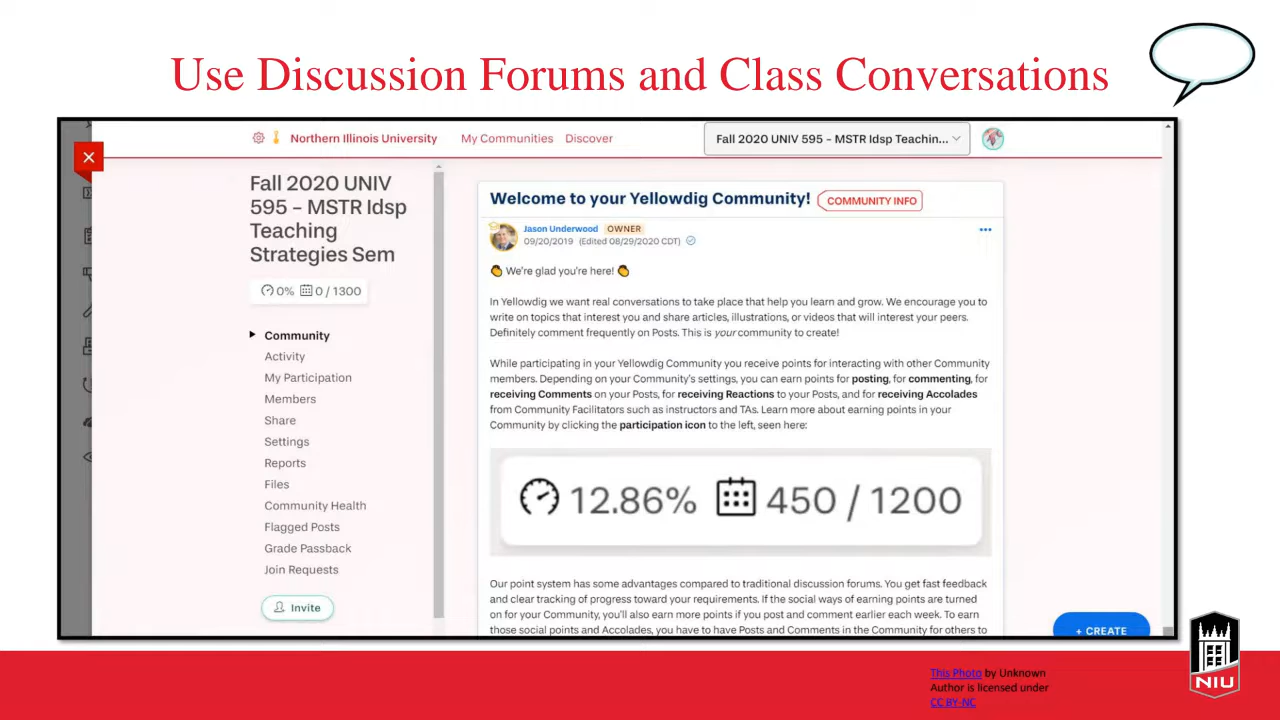 Use Discussion Forums and Class Conversations
Northern Illinois University
My Communities
Discover
Fall 2020 UNIV 595 - MSTR Idsp Teachin...
Fall 2020 UNIV
595 - MSTR Idsp
Teaching
Strategies Sem
0% 0 / 1300
Community
Activity
My Participation
Members
Share
Settings
Reports
Files
Community Health
Flagged Posts
Grade Passback
Join Requests
Invite
Welcome to your Yellowdig Community! COMMUNITY INFO
Jason Underwood OWNER
09/20/2019 (Edited 08/29/2020 CDT)
We're glad you're here!
In Yellowdig we want real conversations to take place that help you learn and grow. We encourage you to
write on topics that interest you and share articles, illustrations, or videos that will interest your peers.
Definitely comment frequently on Posts. This is your community to create!
While participating in your Yellowdig Community you receive points for interacting with other Community
members. Depending on your Community's settings, you can earn points for posting, for commenting, for
receiving Comments on your Posts, for receiving Reactions to your Posts, and for receiving Accolades
from Community Facilitators such as instructors and TAs. Learn more about earning points in your
Community by clicking the participation icon to the left, seen here:
12.86% 450 / 1200
Our point system has some advantages compared to traditional discussion forums. You get fast feedback
and clear tracking of progress toward your requirements. If the social ways of earning points are turned
on for your Community, you'll also earn more points if you post and comment earlier each week. To earn
those social points and Accolades, you have to have Posts and Comments in the Community for others to
+ CREATE
NIU
This Photo by Unknown
Author is licensed under
CC BY-NC